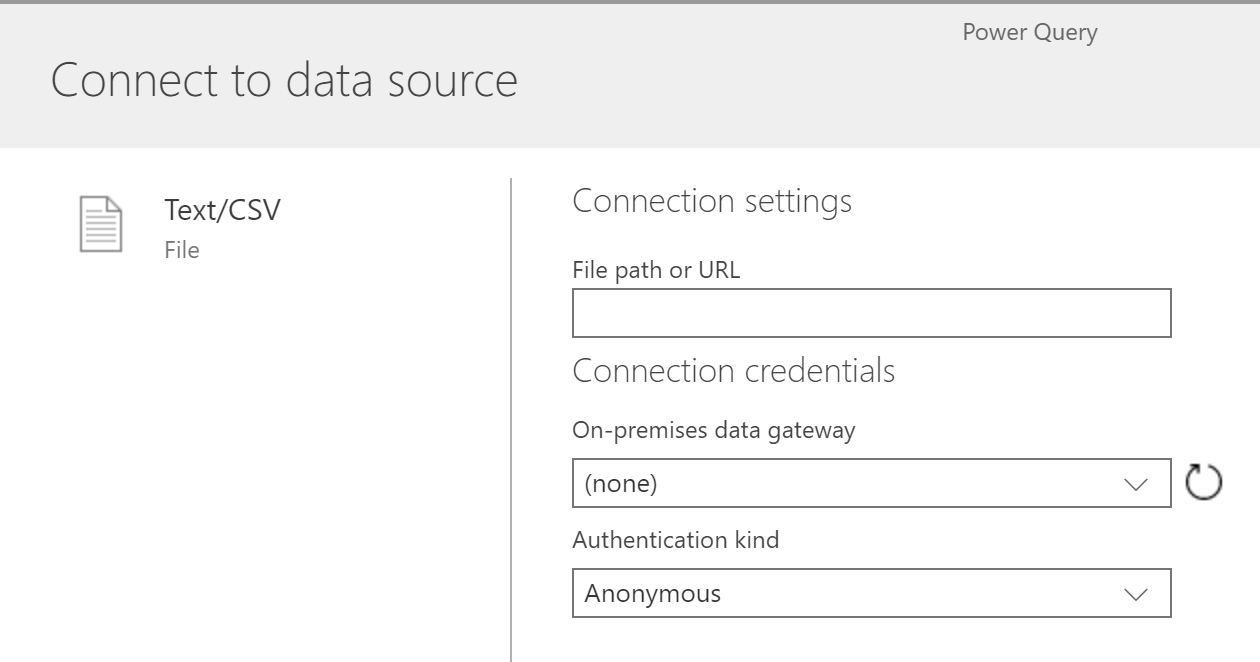 Power Query
Connect to data source
Text/CSV
File
Connection settings
File path or URL
Connection credentials
On-premises data gateway
(none)
Authentication kind
Anonymous